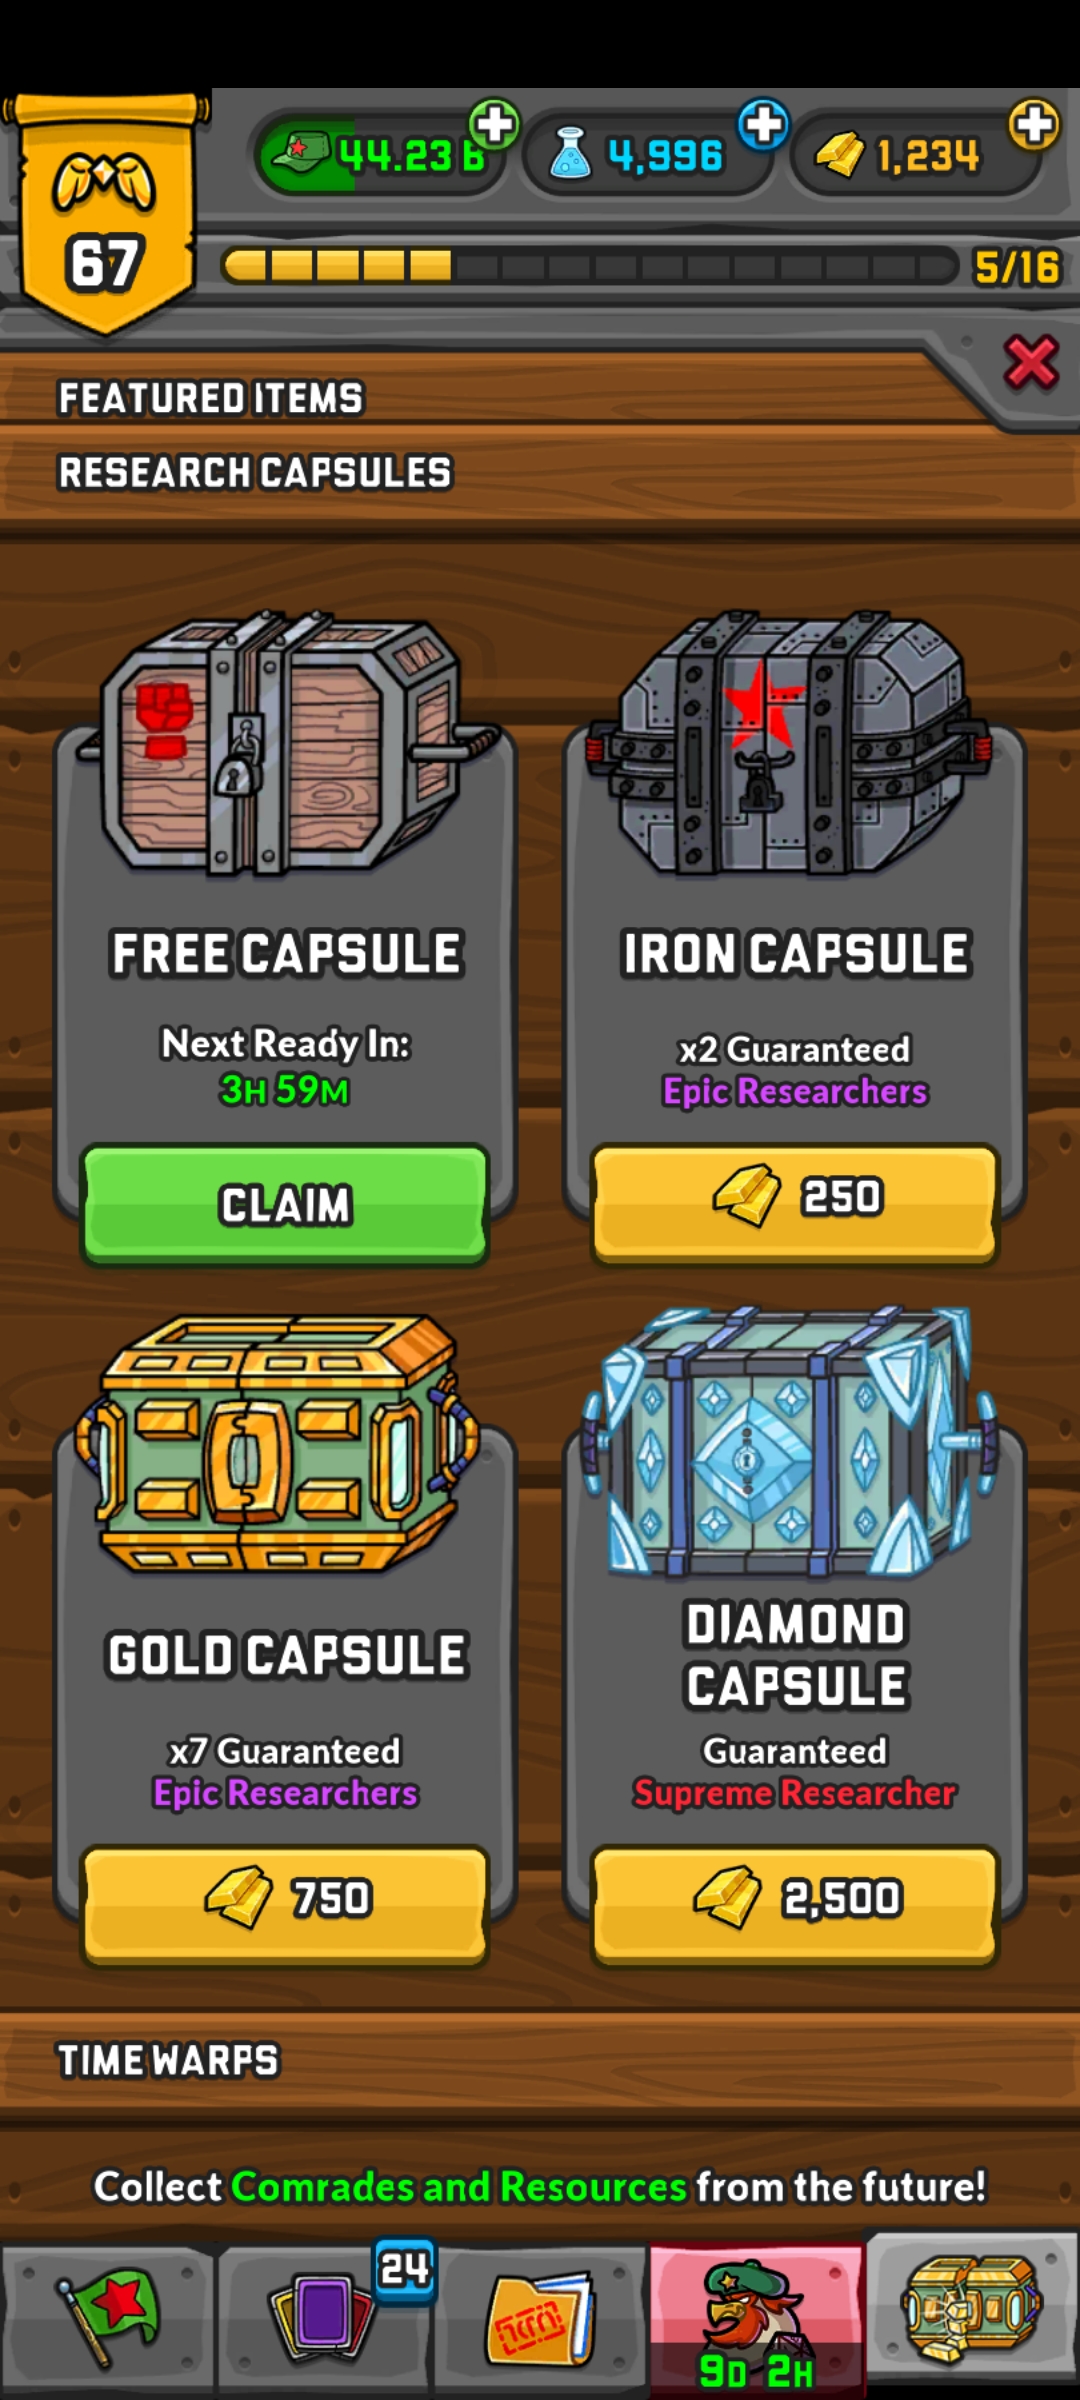 67
44.23 B
4,996
1,234
5/16
FEATURED ITEMS
RESEARCH CAPSULES
FREE CAPSULE
Next Ready In:
3H 59M
CLAIM
IRON CAPSULE
x2 Guaranteed
Epic Researchers
250
GOLD CAPSULE
x7 Guaranteed
Epic Researchers
750
DIAMOND
CAPSULE
Guaranteed
Supreme Researcher
2,500
TIME WARPS
Collect Comrades and Resources from the future!
24
9D 2H